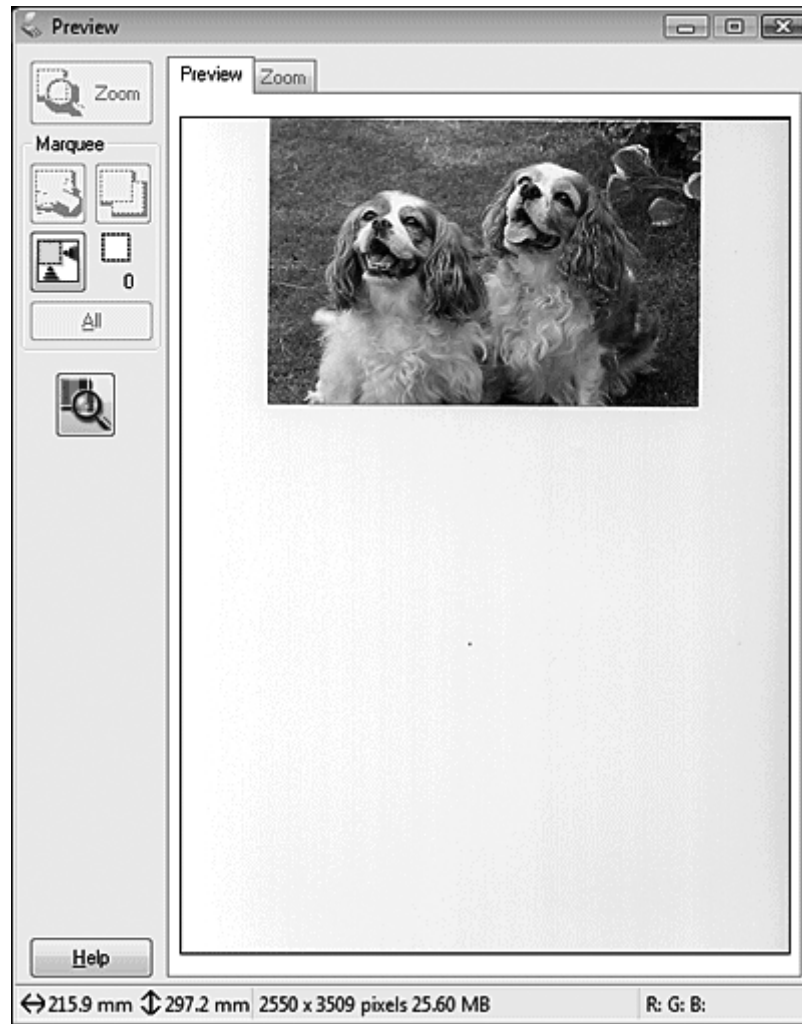 Preview
Zoom
Preview Zoom
Marquee
0
All
Help
215.9 mm 297.2 mm 2550 x 3509 pixels 25.60 MB R: G: B: